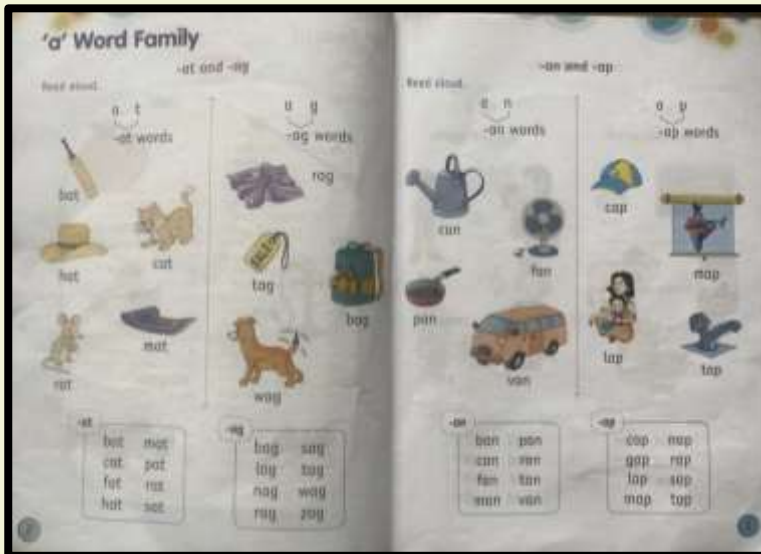 'a' Word Family
-at and -ag
Read aloud.
a t
-at words
bat
hat
cat
rat
mat
a g
-ag words
rag
tag
bag
wag
-at
bat mat
cat pat
fat rat
hat sat
-ag
bag sag
lag tag
nag wag
rag zag
-an and -ap
Read aloud.
a n
-an words
can
fan
pan
van
a p
-ap words
cap
map
lap
tap
-an
ban pan
can ran
fan tan
man van
-ap
cap nap
gap rap
lap sap
map tap